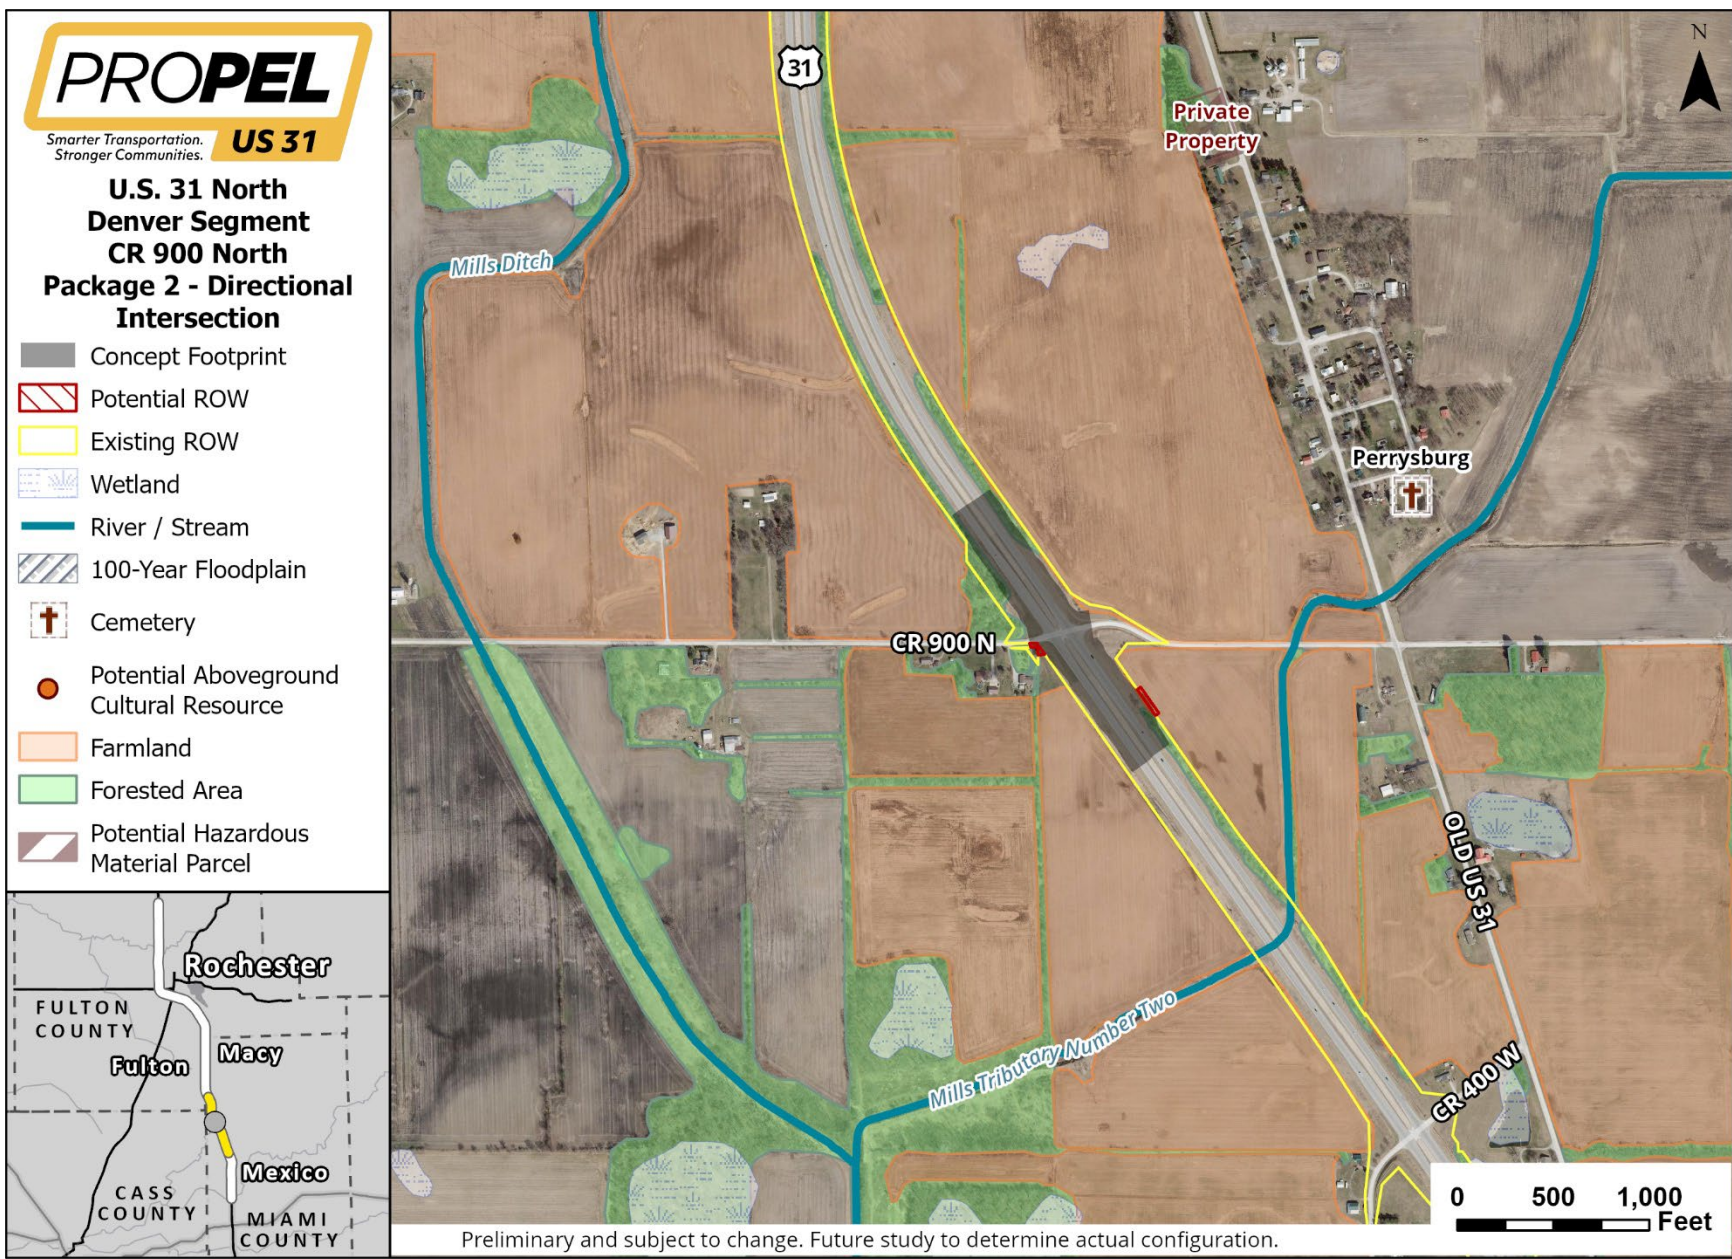 PROPEL
Smarter Transportation.
Stronger Communities.
US 31
U.S. 31 North
Denver Segment
CR 900 North
Package 2 - Directional
Intersection
Concept Footprint
Potential ROW
Existing ROW
Wetland
River / Stream
100-Year Floodplain
Cemetery
Potential Aboveground
Cultural Resource
Farmland
Forested Area
Potential Hazardous
Material Parcel
Rochester
FULTON
COUNTY
Fulton
Macy
Mexico
CASS
COUNTY
MIAMI
COUNTY
31
N
Private
Property
Mills Ditch
Perrysburg
CR 900 N
OLD US 31
Mills Tributary Number Two
CR 400 W
0 500 1,000
Feet
Preliminary and subject to change. Future study to determine actual configuration.